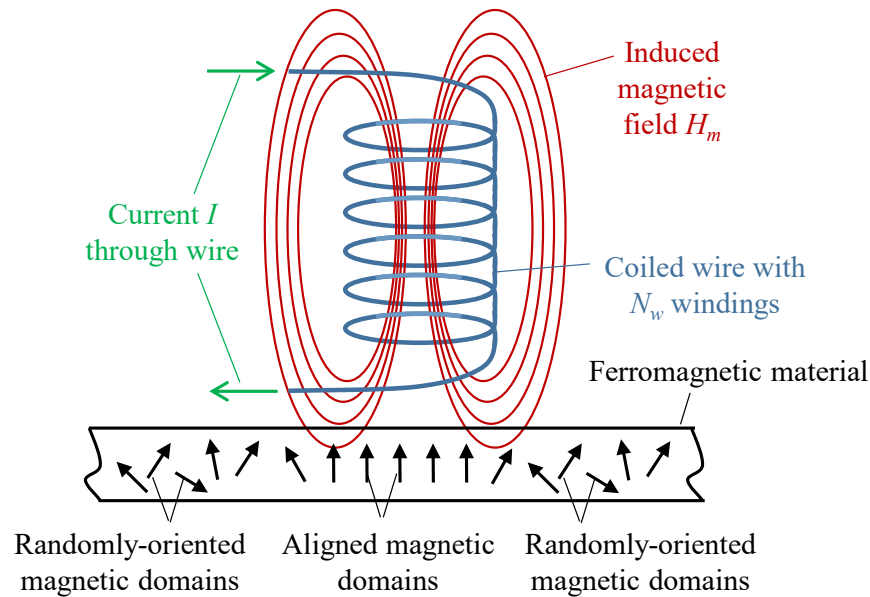 Induced
magnetic
field Hₘ
Current I
through wire
Coiled wire with
N_w windings
Ferromagnetic material
Randomly-oriented
magnetic domains
Aligned magnetic
domains
Randomly-oriented
magnetic domains